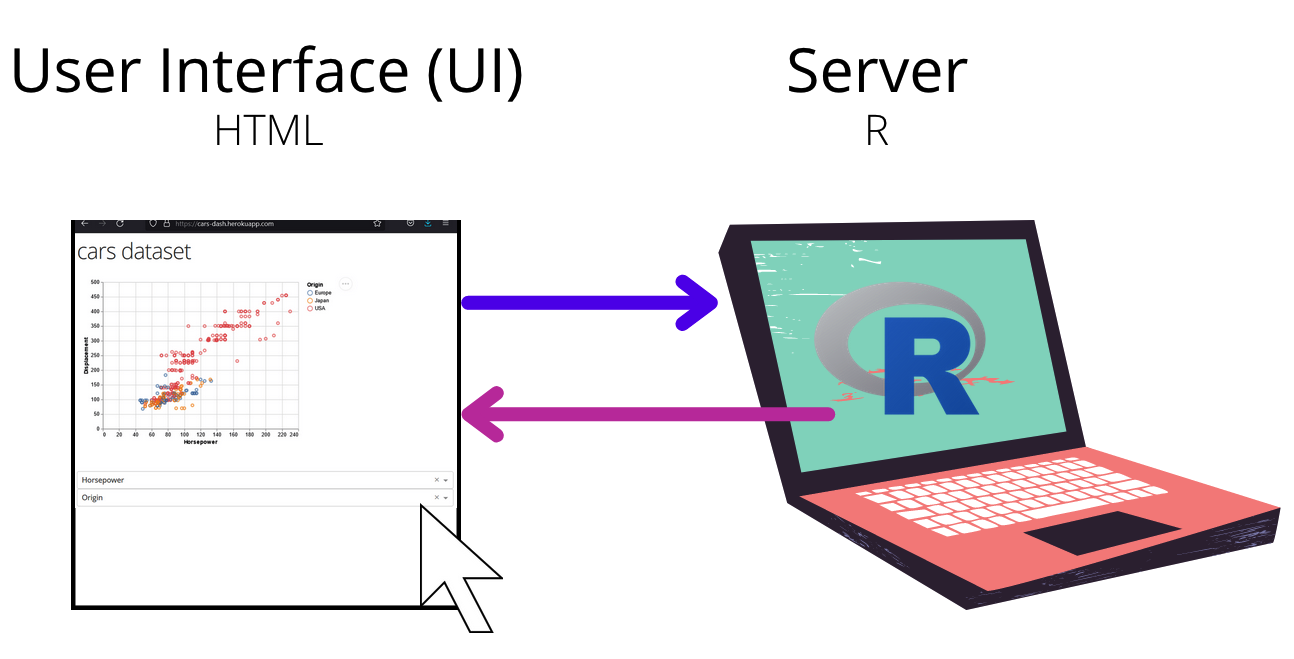 User Interface (UI)
HTML
Server
R
https://cars-dash.herokuapp.com
cars dataset
Origin
Europe
Japan
USA
500
450
400
350
300
250
200
150
100
50
0
Displacement
0 20 40 60 80 100 120 140 160 180 200 220 240
Horsepower
Horsepower
Origin
R